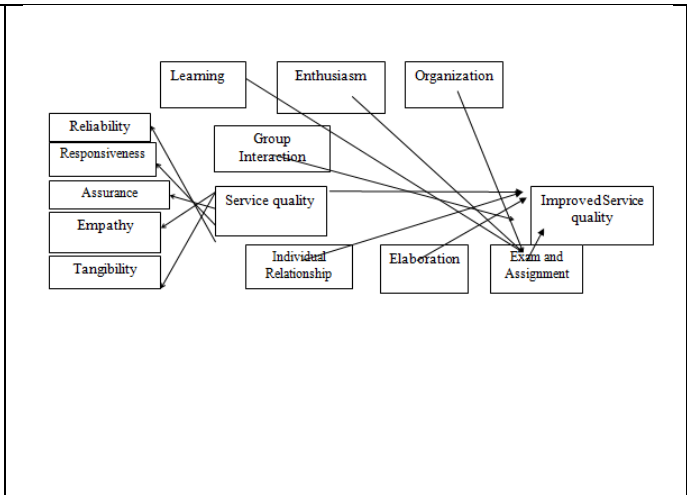 Learning
Enthusiasm
Organization
Reliability
Responsiveness
Group
Interaction
Assurance
Service quality
Improved Service
quality
Empathy
Tangibility
Individual
Relationship
Elaboration
Exam and
Assignment